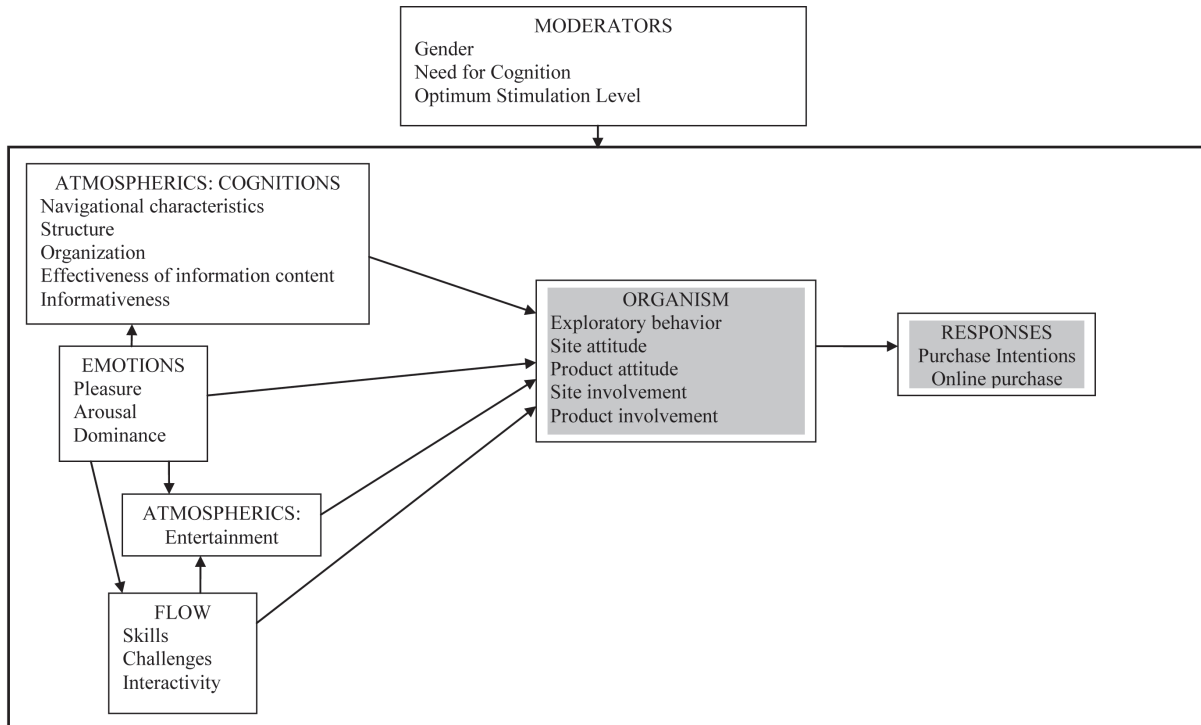 MODERATORS
Gender
Need for Cognition
Optimum Stimulation Level
ATMOSPHERICS: COGNITIONS
Navigational characteristics
Structure
Organization
Effectiveness of information content
Informativeness
EMOTIONS
Pleasure
Arousal
Dominance
ATMOSPHERICS:
Entertainment
FLOW
Skills
Challenges
Interactivity
ORGANISM
Exploratory behavior
Site attitude
Product attitude
Site involvement
Product involvement
RESPONSES
Purchase Intentions
Online purchase